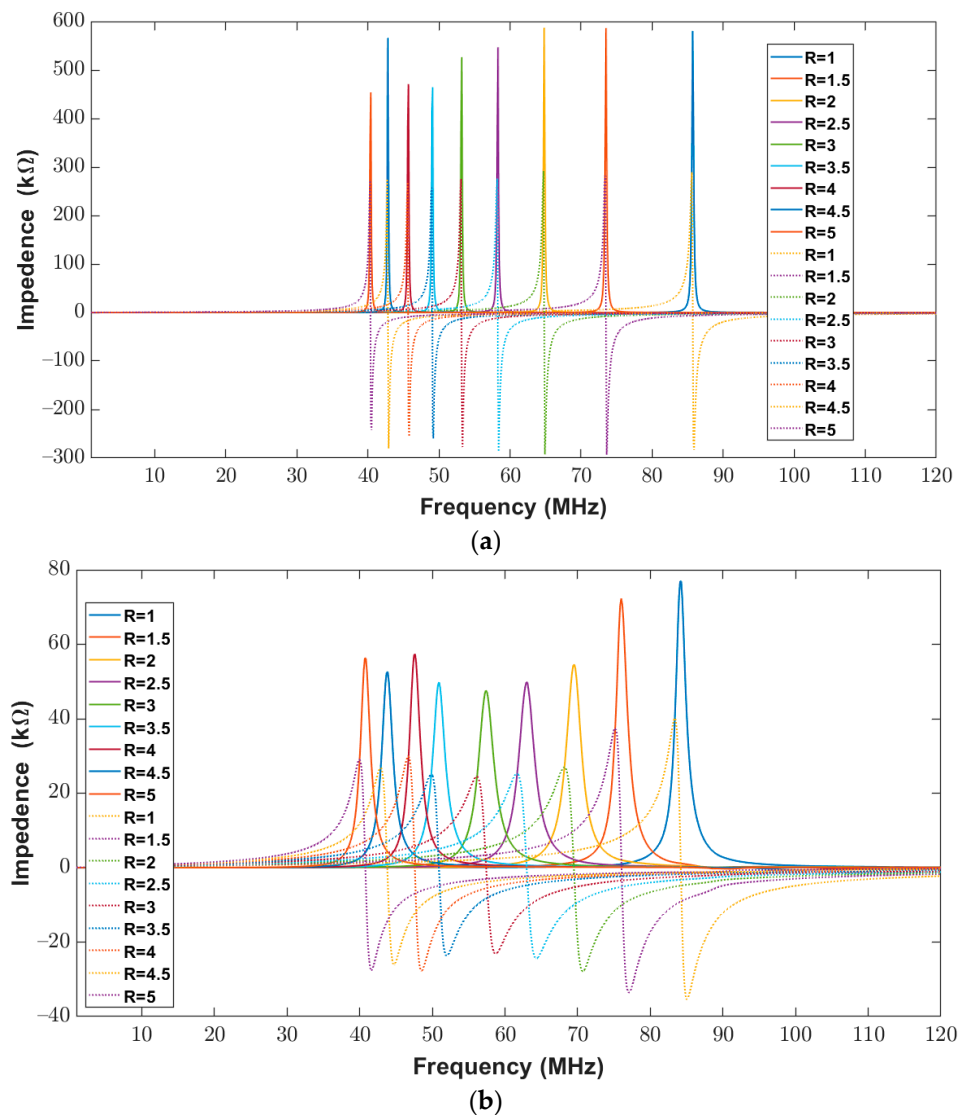 600
500
400
300
200
100
0
−100
−200
−300
Impedence (kΩ)
10 20 30 40 50 60 70 80 90 100 110 120
Frequency (MHz)
R=1
R=1.5
R=2
R=2.5
R=3
R=3.5
R=4
R=4.5
R=5
R=1
R=1.5
R=2
R=2.5
R=3
R=3.5
R=4
R=4.5
R=5
(a)
80
60
40
20
0
−20
−40
Impedence (kΩ)
R=1
R=1.5
R=2
R=2.5
R=3
R=3.5
R=4
R=4.5
R=5
R=1
R=1.5
R=2
R=2.5
R=3
R=3.5
R=4
R=4.5
R=5
10 20 30 40 50 60 70 80 90 100 110 120
Frequency (MHz)
(b)